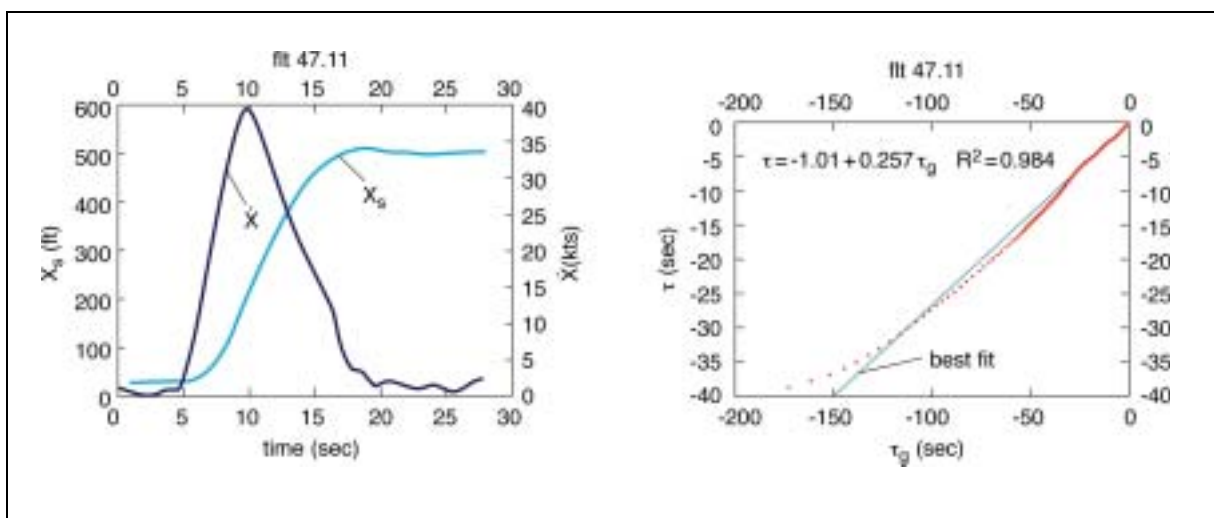 flt 47.11
0 5 10 15 20 25 30
600 40
500 35
400 30
300 25
200 20
100 15
0 10
5
0
Ẋ
Xs
Xs (ft)
Ẋ(kts)
0 5 10 15 20 25 30
time (sec)
flt 47.11
-200 -150 -100 -50 0
0 0
-5 -5
-10 -10
-15 -15
-20 -20
-25 -25
-30 -30
-35 -35
-40 -40
τ = -1.01 + 0.257 τg R² = 0.984
τ (sec)
best fit
-200 -150 -100 -50 0
τg (sec)